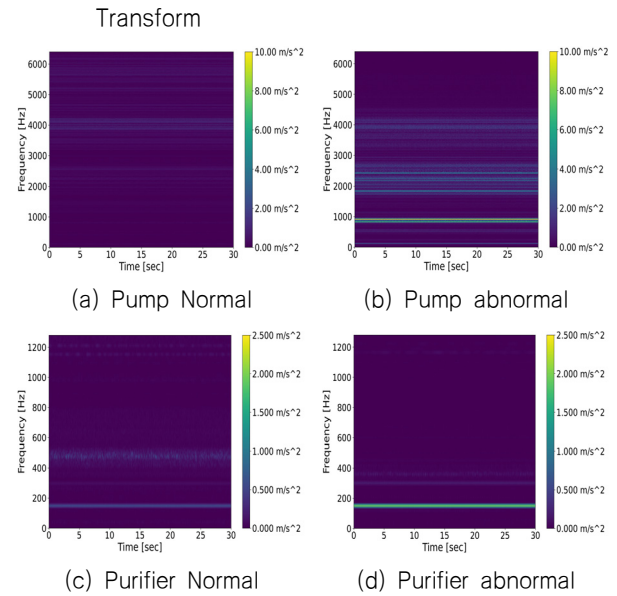 Transform
10.00 m/s^2
8.00 m/s^2
6.00 m/s^2
4.00 m/s^2
2.00 m/s^2
0.00 m/s^2
Frequency [Hz]
6000
5000
4000
3000
2000
1000
0
0 5 10 15 20 25 30
Time [sec]
(a) Pump Normal
10.00 m/s^2
8.00 m/s^2
6.00 m/s^2
4.00 m/s^2
2.00 m/s^2
0.00 m/s^2
Frequency [Hz]
6000
5000
4000
3000
2000
1000
0
0 5 10 15 20 25 30
Time [sec]
(b) Pump abnormal
2.500 m/s^2
2.000 m/s^2
1.500 m/s^2
1.000 m/s^2
0.500 m/s^2
0.000 m/s^2
Frequency [Hz]
1200
1000
800
600
400
200
0
0 5 10 15 20 25 30
Time [sec]
(c) Purifier Normal
2.500 m/s^2
2.000 m/s^2
1.500 m/s^2
1.000 m/s^2
0.500 m/s^2
0.000 m/s^2
Frequency [Hz]
1200
1000
800
600
400
200
0
0 5 10 15 20 25 30
Time [sec]
(d) Purifier abnormal